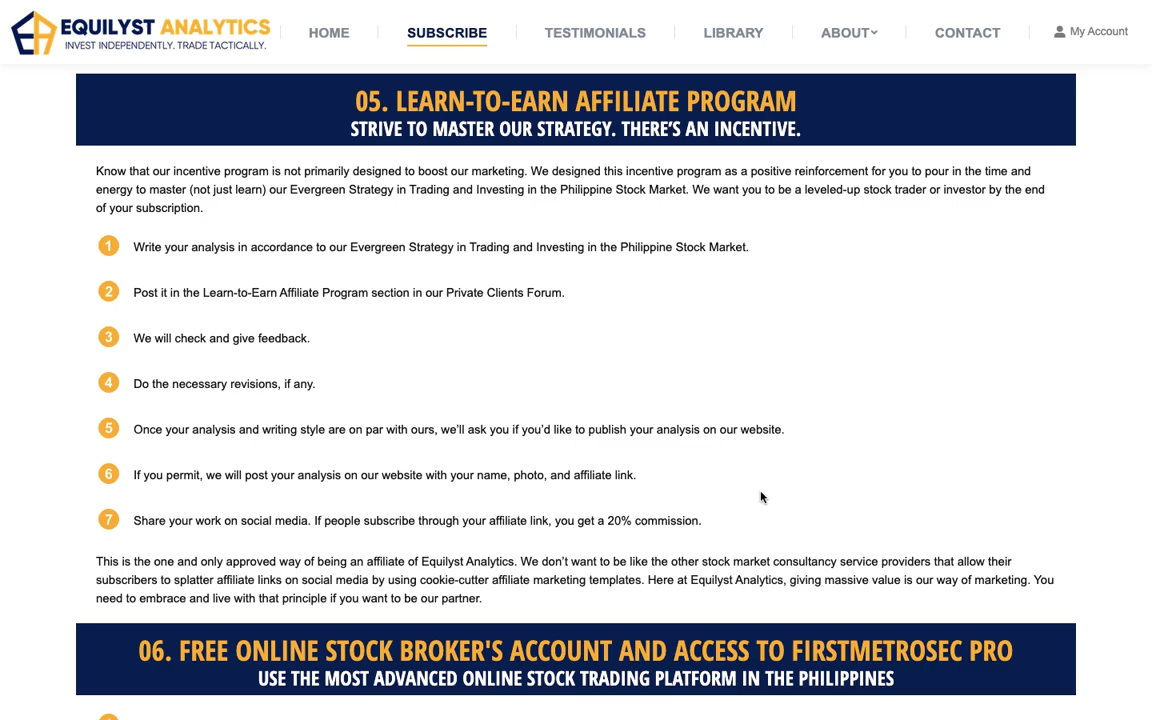 EQUILYST ANALYTICS
INVEST INDEPENDENTLY. TRADE TACTICALLY.
HOME
SUBSCRIBE
TESTIMONIALS
LIBRARY
ABOUT
CONTACT
My Account
05. LEARN-TO-EARN AFFILIATE PROGRAM
STRIVE TO MASTER OUR STRATEGY. THERE'S AN INCENTIVE.
Know that our incentive program is not primarily designed to boost our marketing. We designed this incentive program as a positive reinforcement for you to pour in the time and
energy to master (not just learn) our Evergreen Strategy in Trading and Investing in the Philippine Stock Market. We want you to be a leveled-up stock trader or investor by the end
of your subscription.
1 Write your analysis in accordance to our Evergreen Strategy in Trading and Investing in the Philippine Stock Market.
2 Post it in the Learn-to-Earn Affiliate Program section in our Private Clients Forum.
3 We will check and give feedback.
4 Do the necessary revisions, if any.
5 Once your analysis and writing style are on par with ours, we'll ask you if you'd like to publish your analysis on our website.
6 If you permit, we will post your analysis on our website with your name, photo, and affiliate link.
7 Share your work on social media. If people subscribe through your affiliate link, you get a 20% commission.
This is the one and only approved way of being an affiliate of Equilyst Analytics. We don't want to be like the other stock market consultancy service providers that allow their
subscribers to splatter affiliate links on social media by using cookie-cutter affiliate marketing templates. Here at Equilyst Analytics, giving massive value is our way of marketing. You
need to embrace and live with that principle if you want to be our partner.
06. FREE ONLINE STOCK BROKER'S ACCOUNT AND ACCESS TO FIRSTMETROSEC PRO
USE THE MOST ADVANCED ONLINE STOCK TRADING PLATFORM IN THE PHILIPPINES